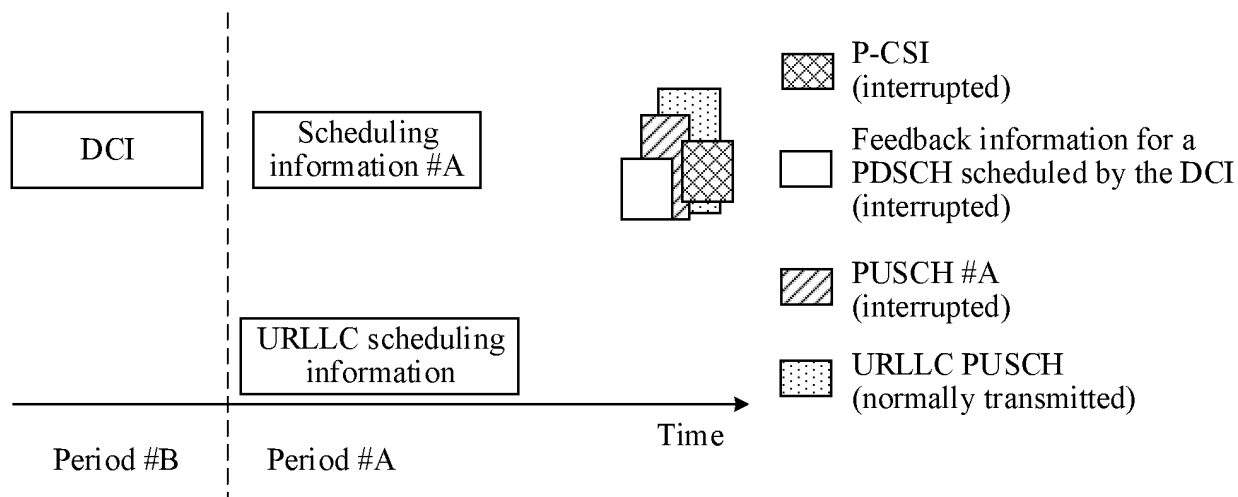 DCI
Scheduling
information #A
URLLC scheduling
information
Time
Period #B
Period #A
P-CSI
(interrupted)
Feedback information for a
PDSCH scheduled by the DCI
(interrupted)
PUSCH #A
(interrupted)
URLLC PUSCH
(normally transmitted)